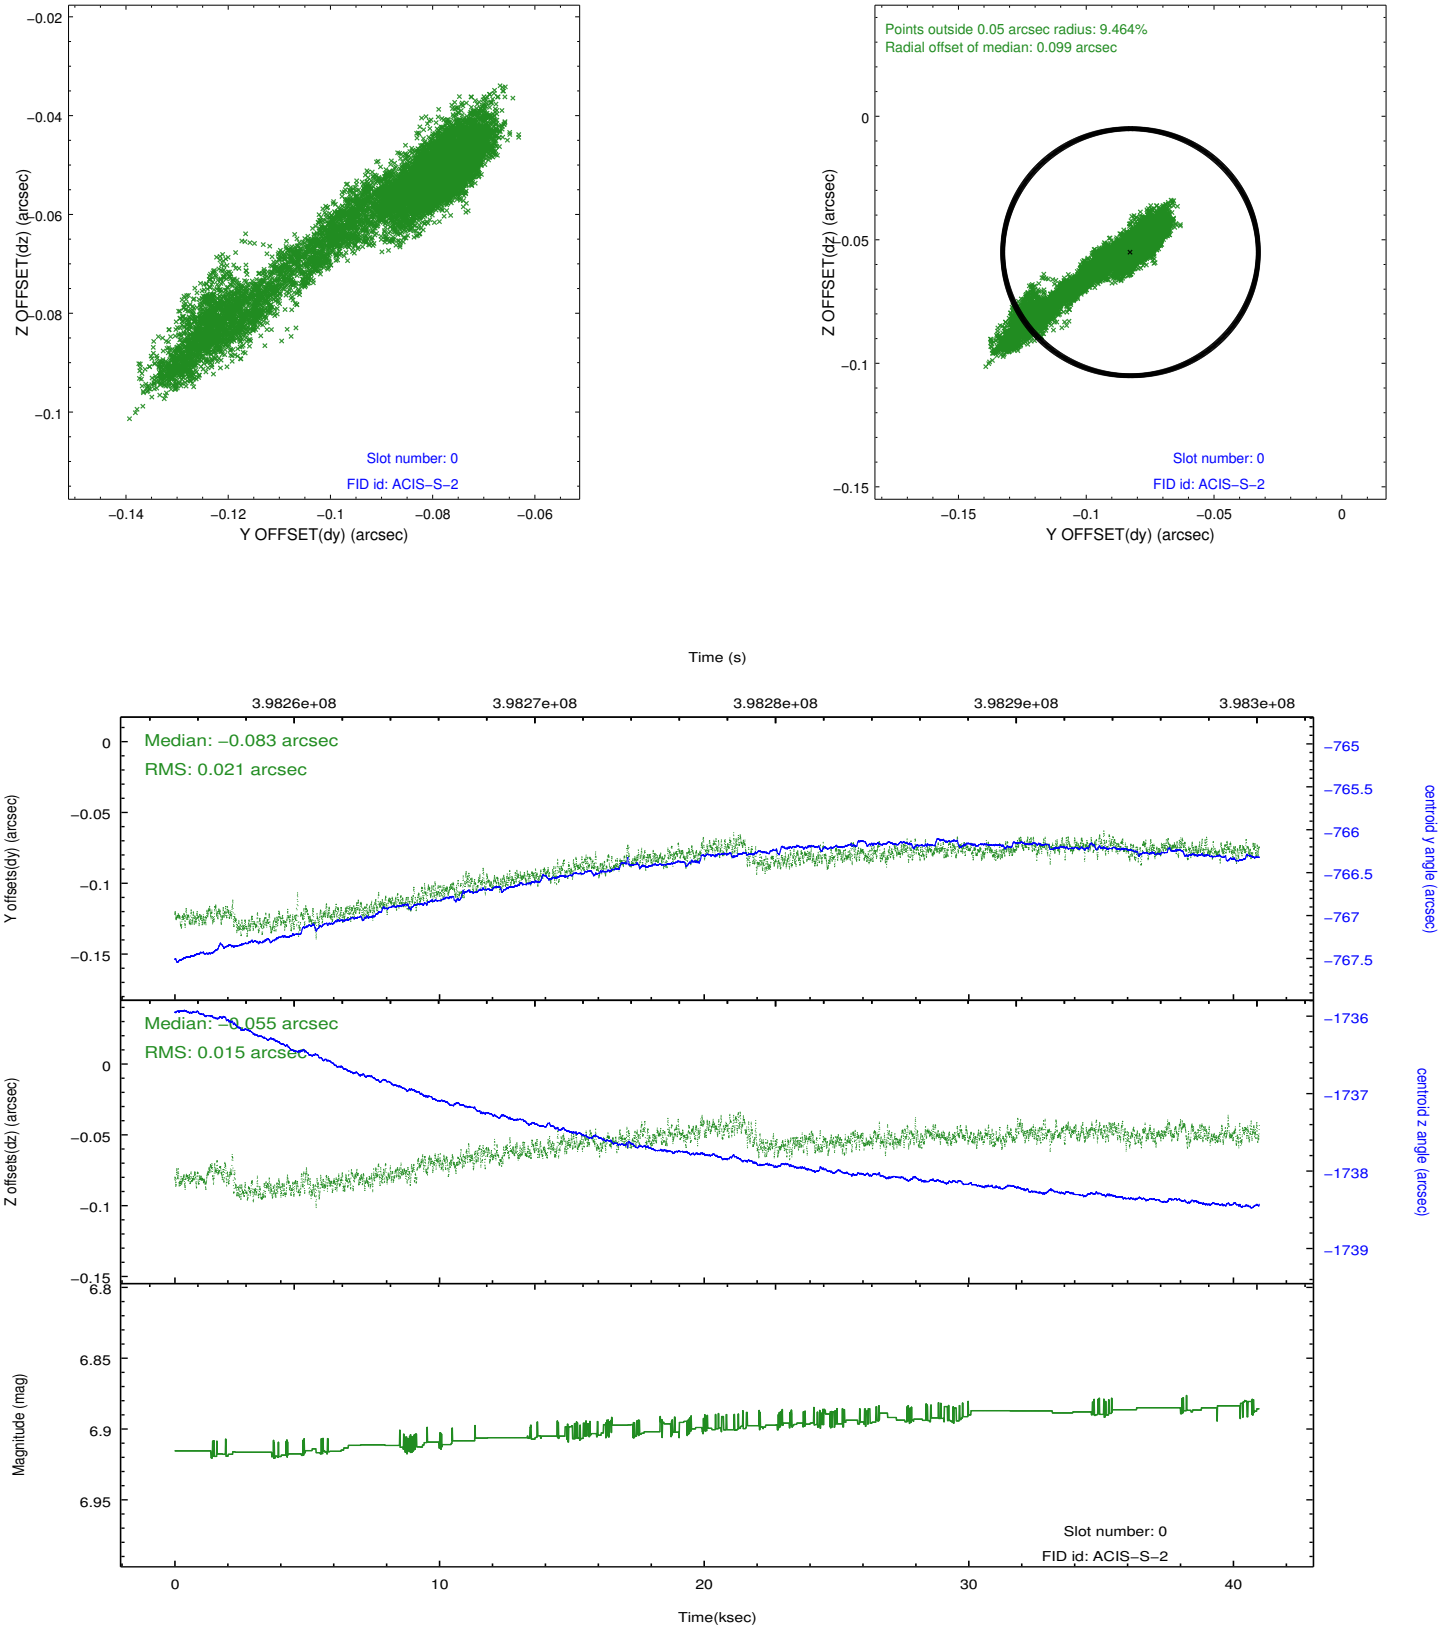 −0.02
−0.04
−0.06
−0.08
−0.1
Z OFFSET(dz) (arcsec)
Slot number: 0
FID id: ACIS−S−2
−0.14
−0.12
−0.1
−0.08
−0.06
Y OFFSET(dy) (arcsec)
Points outside 0.05 arcsec radius: 9.464%
Radial offset of median: 0.099 arcsec
0
−0.05
−0.1
−0.15
Z OFFSET(dz) (arcsec)
Slot number: 0
FID id: ACIS−S−2
−0.15
−0.1
−0.05
0
Y OFFSET(dy) (arcsec)
Time (s)
3.9826e+08
3.9827e+08
3.9828e+08
3.9829e+08
3.983e+08
Median: −0.083 arcsec
RMS: 0.021 arcsec
0
−0.05
−0.1
−0.15
Y offsets(dy) (arcsec)
−765
−765.5
−766
−766.5
−767
−767.5
centroid y angle (arcsec)
Median: −0.055 arcsec
RMS: 0.015 arcsec
0
−0.05
−0.1
−0.15
Z offsets(dz) (arcsec)
−1736
−1737
−1738
−1739
centroid z angle (arcsec)
6.8
6.85
6.9
6.95
Magnitude (mag)
Slot number: 0
FID id: ACIS−S−2
0
10
20
30
40
Time(ksec)